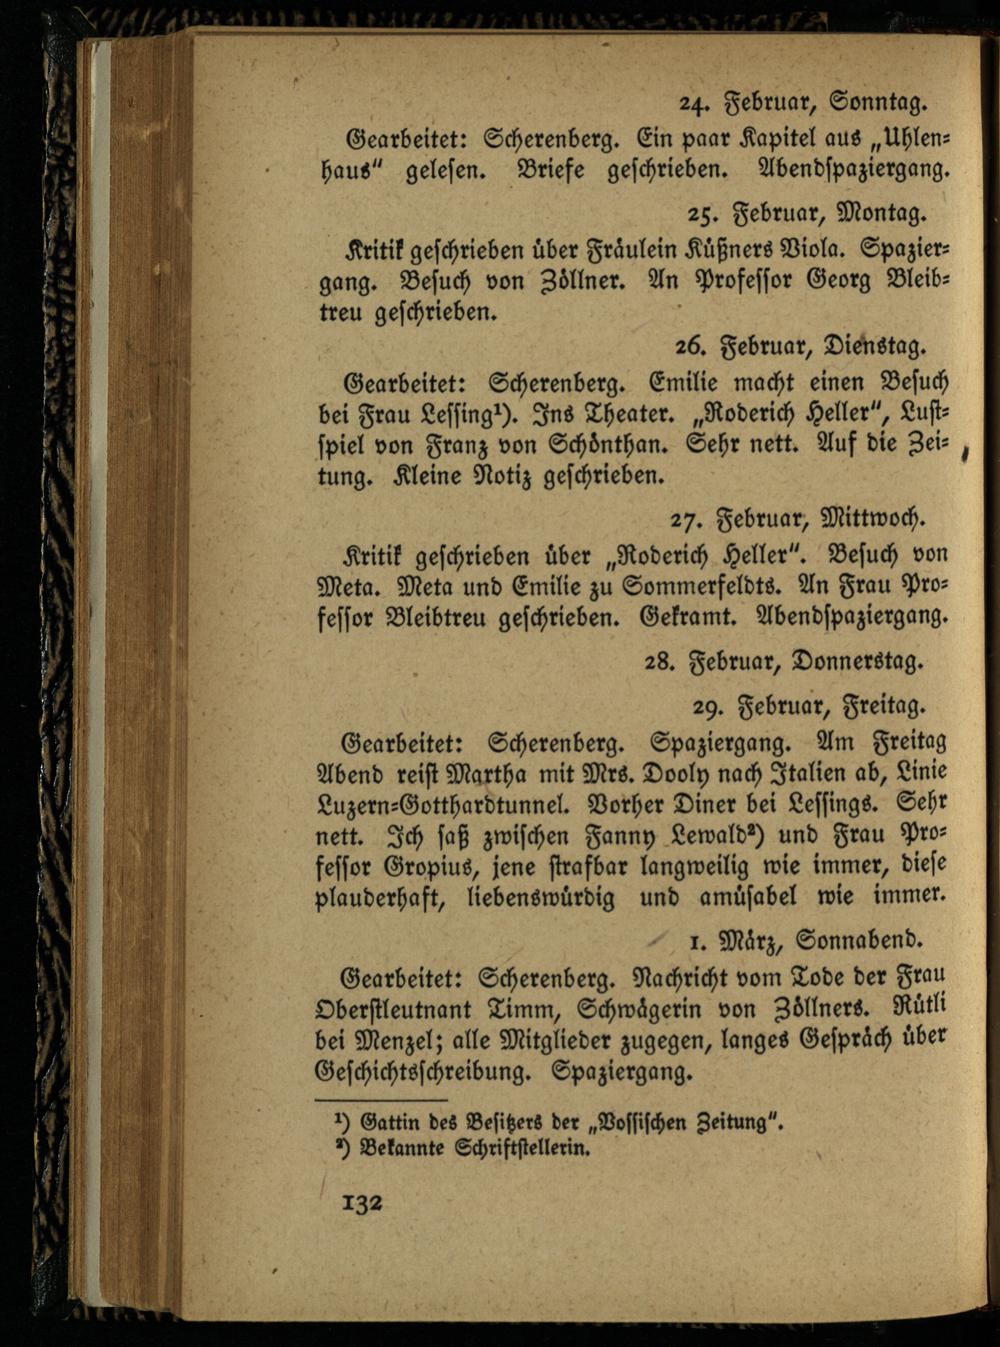 24. Februar, Sonntag.
Gearbeitet: Scherenberg. Ein paar Kapitel aus „Uhlen-
haus“ gelesen. Briefe geschrieben. Abendspaziergang.
25. Februar, Montag.
Kritik geschrieben über Fräulein Küßners Viola. Spazier-
gang. Besuch von Zöllner. An Professor Georg Bleib-
treu geschrieben.
26. Februar, Dienstag.
Gearbeitet: Scherenberg. Emilie macht einen Besuch
bei Frau Lessing¹). Ins Theater. „Roderich Heller“, Lust-
spiel von Franz von Schönthan. Sehr nett. Auf die Zei-
tung. Kleine Notiz geschrieben.
27. Februar, Mittwoch.
Kritik geschrieben über „Roderich Heller“. Besuch von
Meta. Meta und Emilie zu Sommerfeldts. An Frau Pro-
fessor Bleibtreu geschrieben. Gekramt. Abendspaziergang.
28. Februar, Donnerstag.
29. Februar, Freitag.
Gearbeitet: Scherenberg. Spaziergang. Am Freitag
Abend reist Martha mit Mrs. Dooly nach Italien ab, Linie
Luzern-Gotthardtunnel. Vorher Diner bei Lessings. Sehr
nett. Ich saß zwischen Fanny Lewald²) und Frau Pro-
fessor Gropius, jene strafbar langweilig wie immer, diese
plauderhaft, liebenswürdig und amüsabel wie immer.
1. März, Sonnabend.
Gearbeitet: Scherenberg. Nachricht vom Tode der Frau
Oberstleutnant Timm, Schwägerin von Zöllners. Rütli
bei Menzel; alle Mitglieder zugegen, langes Gespräch über
Geschichtsschreibung. Spaziergang.
¹) Gattin des Besitzers der „Vossischen Zeitung“.
²) Bekannte Schriftstellerin.
132